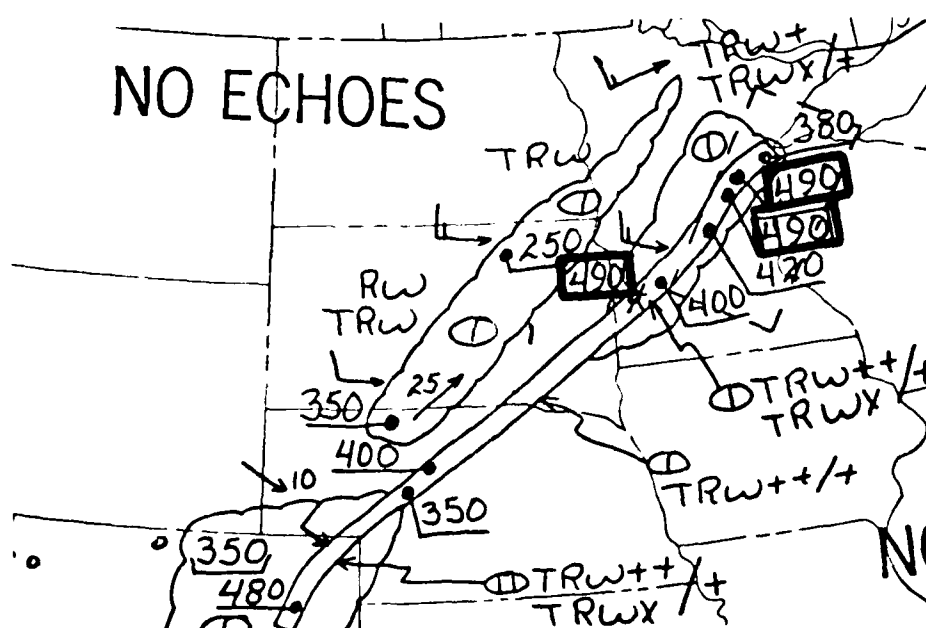 TRW+
TRWX/+
NO ECHOES
380
TRW
490
490
250
490
420
RW
TRW
400
25
TRW++/+
TRWX
350
400
TRW++/+
10
350
350
480
TRW++/+
TRWX